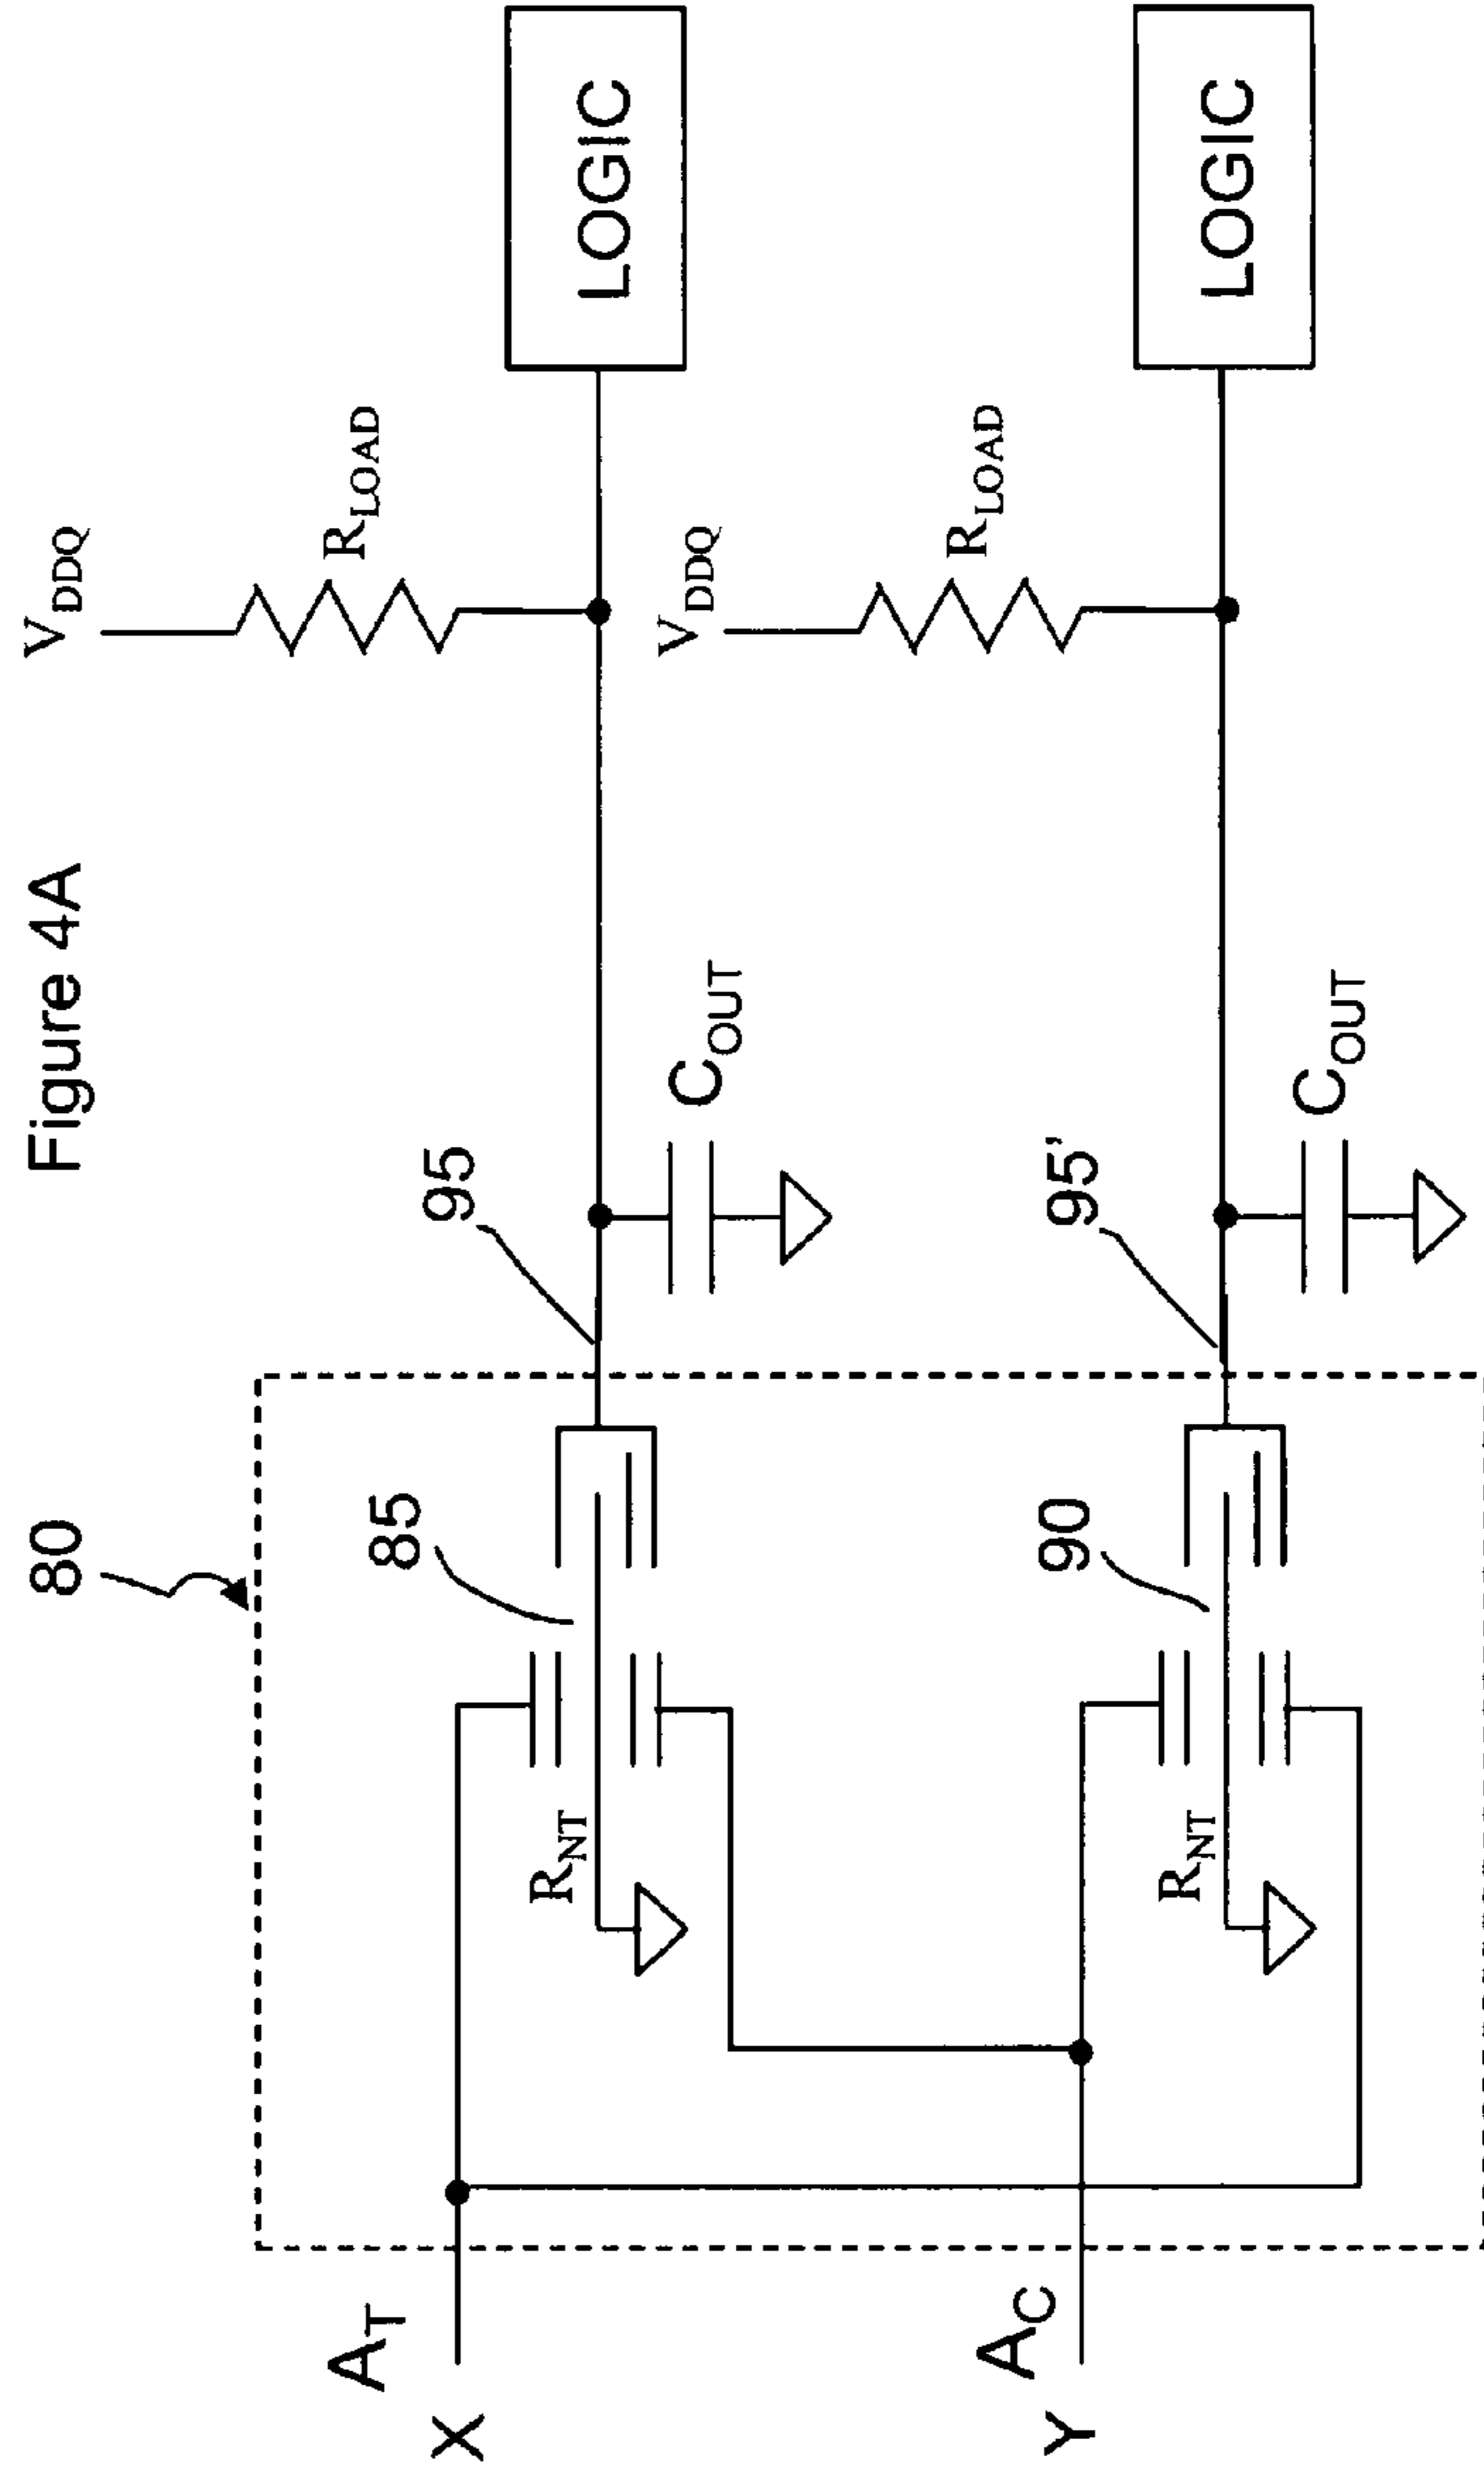 Figure 4A
80
V_DDQ
R_LOAD
LOGIC
95
C_OUT
85
R_NT
A_T
X
V_DDQ
R_LOAD
LOGIC
95'
C_OUT
90
R_NT
A_C
Y